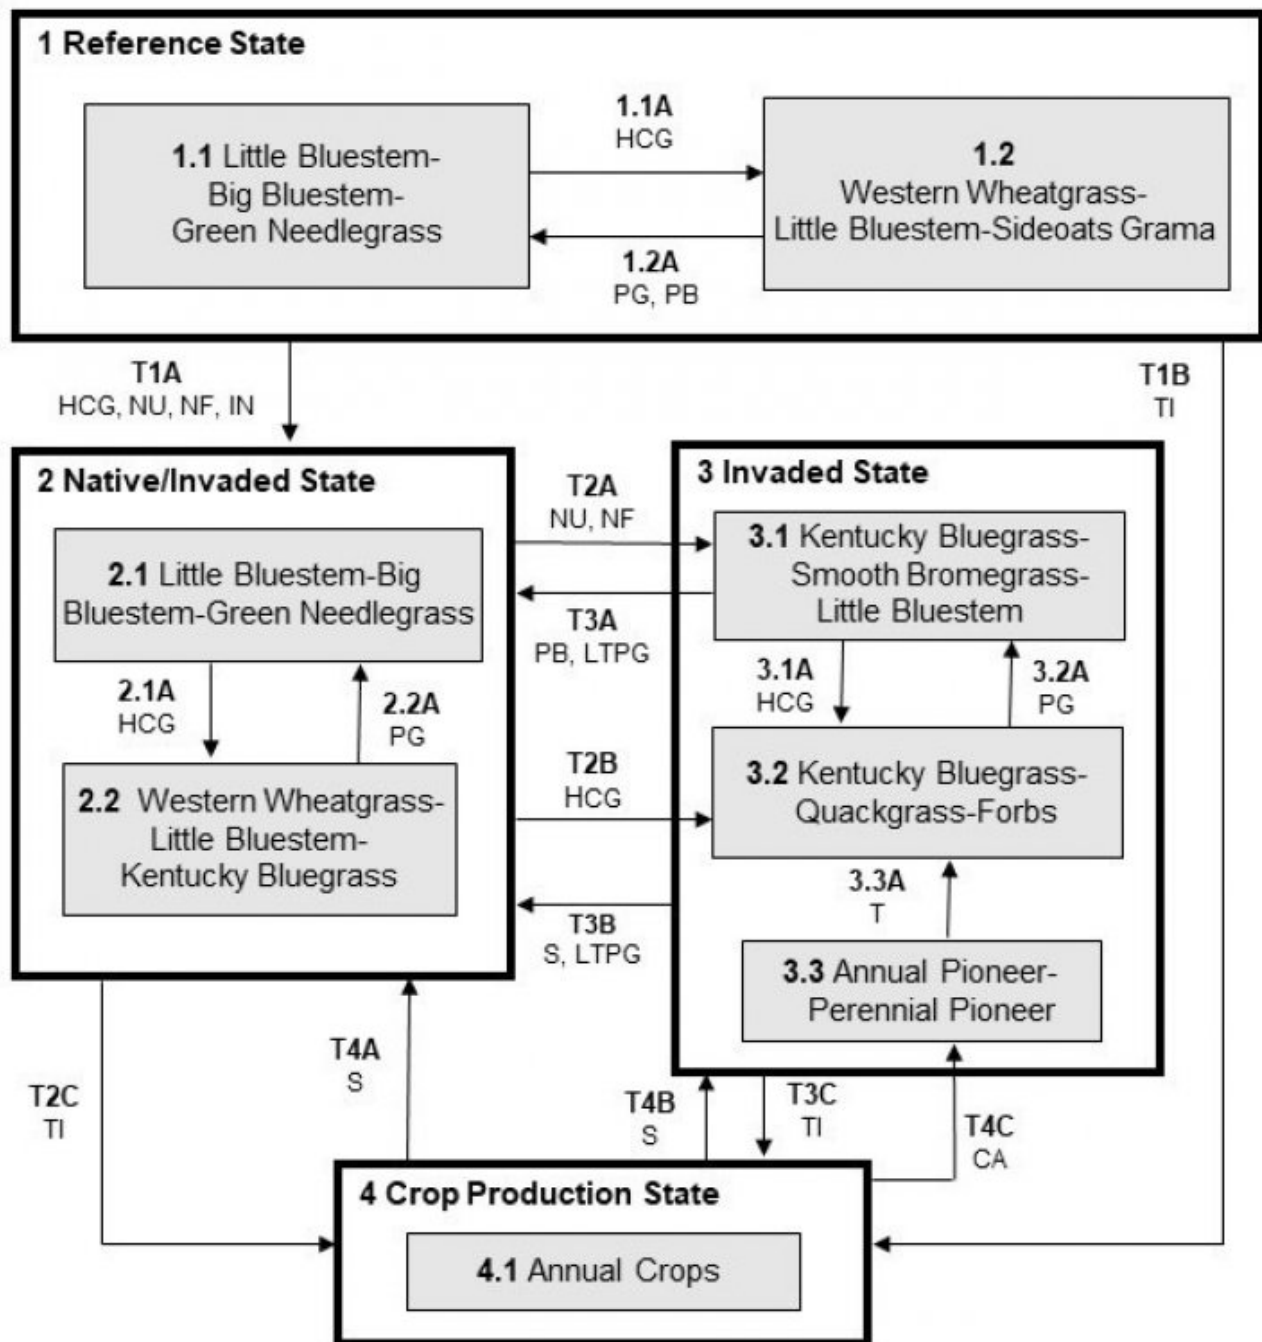 1 Reference State
1.1A
HCG
1.1 Little Bluestem-
Big Bluestem-
Green Needlegrass
1.2
Western Wheatgrass-
Little Bluestem-Sideoats Grama
1.2A
PG, PB
T1A
HCG, NU, NF, IN
T1B
TI
2 Native/Invaded State
2.1 Little Bluestem-Big
Bluestem-Green Needlegrass
2.1A
HCG
2.2A
PG
2.2 Western Wheatgrass-
Little Bluestem-
Kentucky Bluegrass
T2A
NU, NF
T3A
PB, LTPG
T2B
HCG
T3B
S, LTPG
3 Invaded State
3.1 Kentucky Bluegrass-
Smooth Bromegrass-
Little Bluestem
3.1A
HCG
3.2A
PG
3.2 Kentucky Bluegrass-
Quackgrass-Forbs
3.3A
T
3.3 Annual Pioneer-
Perennial Pioneer
T2C
TI
T4A
S
T4B
S
T3C
TI
T4C
CA
4 Crop Production State
4.1 Annual Crops